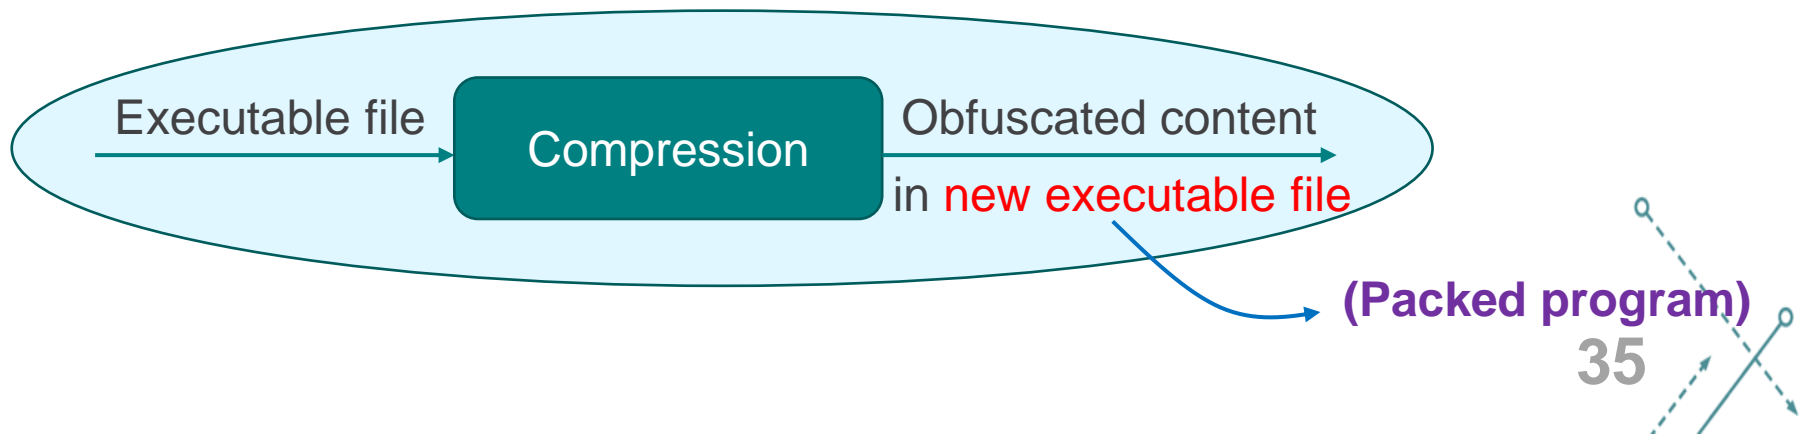 Executable file
Compression
Obfuscated content
in new executable file
(Packed program)
35